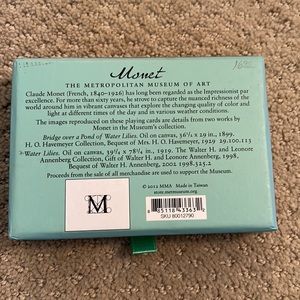 16
Monet
THE METROPOLITAN MUSEUM OF ART
Claude Monet (French, 1840–1926) has long been regarded as the Impressionist par
excellence. For more than sixty years, he strove to capture the nuanced richness of the
world around him in vibrant canvases that explore the changing quality of color and
light at different times of the day and in various weather conditions.
The images reproduced on these playing cards are details from two works by
Monet in the Museum's collection.
Bridge over a Pond of Water Lilies. Oil on canvas, 36½ x 29 in., 1899.
H. O. Havemeyer Collection, Bequest of Mrs. H. O. Havemeyer, 1929 29.100.113
Water Lilies. Oil on canvas, 39¾ x 78¾ in., 1919. The Walter H. and Leonore
Annenberg Collection, Gift of Walter H. and Leonore Annenberg, 1998,
Bequest of Walter H. Annenberg, 2002 1998.325.2
Proceeds from the sale of all merchandise are used to support the Museum.
M
© 2012 MMA Made in Taiwan
store.metmuseum.org
8 85118 43363 2
SKU 80012790